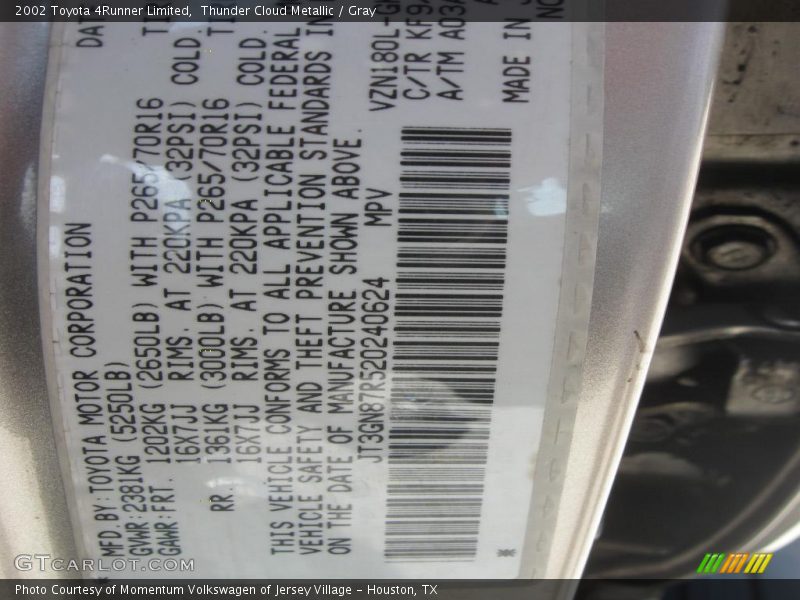 2002 Toyota 4Runner Limited,  Thunder Cloud Metallic / Gray
MFD.BY:TOYOTA MOTOR CORPORATION
GVWR:2381KG (5250LB)
GAWR:FRT. 1202KG (2650LB) WITH P265/70R16
16X7JJ RIMS. AT 220KPA (32PSI) COLD.
RR. 1361KG (3000LB) WITH P265/70R16
16X7JJ RIMS. AT 220KPA (32PSI) COLD.
THIS VEHICLE CONFORMS TO ALL APPLICABLE FEDERAL
VEHICLE SAFETY AND THEFT PREVENTION STANDARDS IN
ON THE DATE OF MANUFACTURE SHOWN ABOVE.
JT3GN87R520240624 MPV
VZN180L-
C/TR KF9
A/TM A03
MADE IN
DAT
GTCarLot.com
Photo Courtesy of Momentum Volkswagen of Jersey Village - Houston, TX